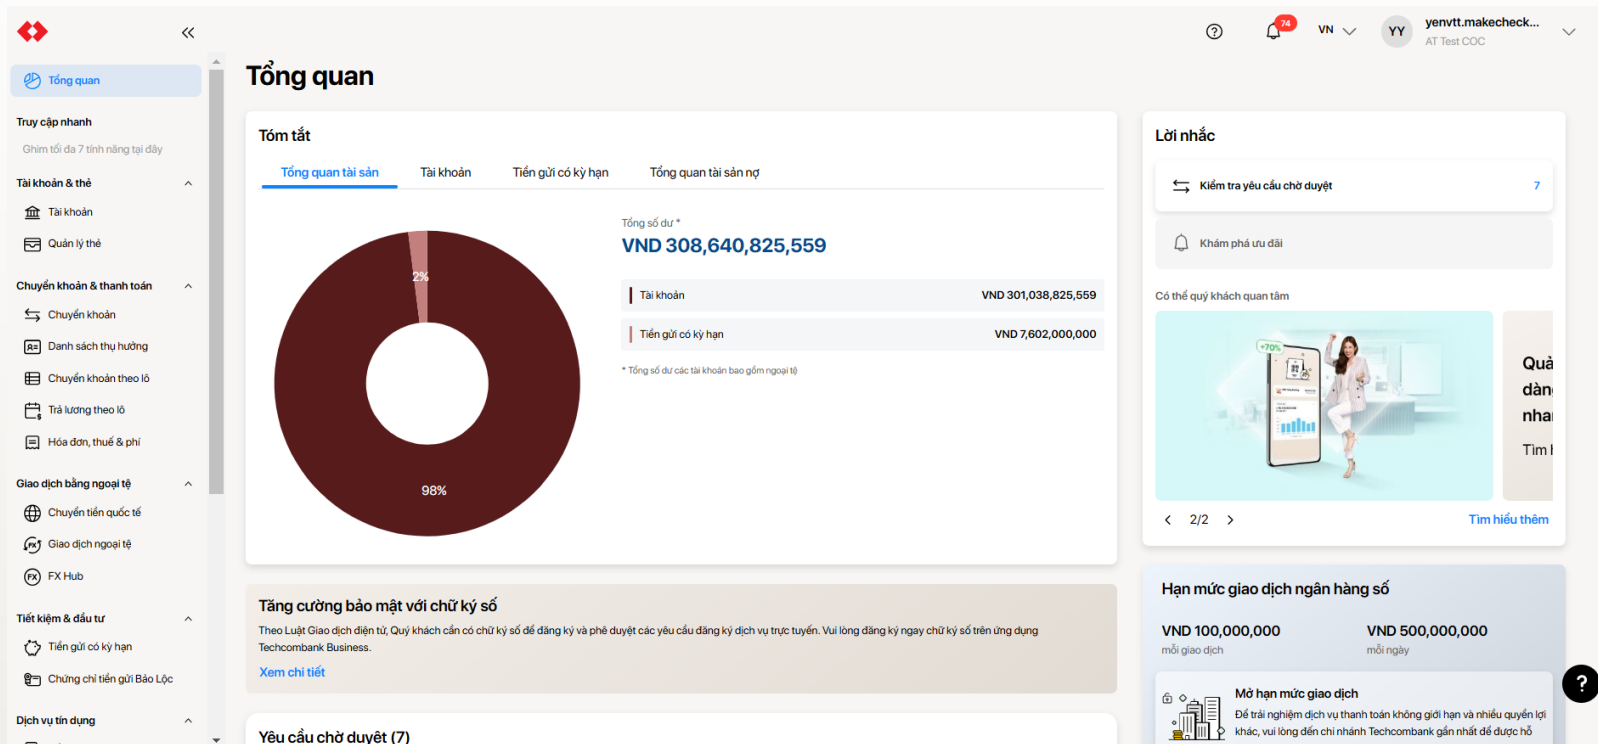 74
VN
YY
yenvtt.makecheck...
AT Test COC
Tổng quan
Truy cập nhanh
Ghim tối đa 7 tính năng tại đây
Tài khoản & thẻ
Tài khoản
Quản lý thẻ
Chuyển khoản & thanh toán
Chuyển khoản
Danh sách thụ hưởng
Chuyển khoản theo lô
Trả lương theo lô
Hóa đơn, thuế & phí
Giao dịch bằng ngoại tệ
Chuyển tiền quốc tế
Giao dịch ngoại tệ
FX Hub
Tiết kiệm & đầu tư
Tiền gửi có kỳ hạn
Chứng chỉ tiền gửi Bảo Lộc
Dịch vụ tín dụng
Tổng quan
Tóm tắt
Tổng quan tài sản
Tài khoản
Tiền gửi có kỳ hạn
Tổng quan tài sản nợ
2%
98%
Tổng số dư *
VND 308,640,825,559
Tài khoản VND 301,038,825,559
Tiền gửi có kỳ hạn VND 7,602,000,000
* Tổng số dư các tài khoản bao gồm ngoại tệ
Tăng cường bảo mật với chữ ký số
Theo Luật Giao dịch điện tử, Quý khách cần có chữ ký số để đăng ký và phê duyệt các yêu cầu đăng ký dịch vụ trực tuyến. Vui lòng đăng ký ngay chữ ký số trên ứng dụng
Techcombank Business.
Xem chi tiết
Yêu cầu chờ duyệt (7)
Lời nhắc
Kiểm tra yêu cầu chờ duyệt 7
Khám phá ưu đãi
Có thể quý khách quan tâm
+70%
Quả
dàng
nha
Tìm h
2/2
Tìm hiểu thêm
Hạn mức giao dịch ngân hàng số
VND 100,000,000
mỗi giao dịch
VND 500,000,000
mỗi ngày
Mở hạn mức giao dịch
Để trải nghiệm dịch vụ thanh toán không giới hạn và nhiều quyền lợi
khác, vui lòng đến chi nhánh Techcombank gần nhất để được hỗ
?